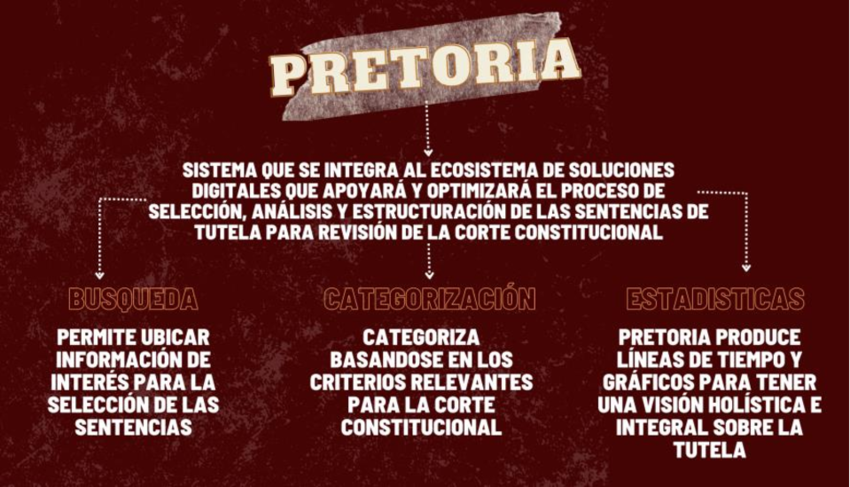 PRETORIA
SISTEMA QUE SE INTEGRA AL ECOSISTEMA DE SOLUCIONES
DIGITALES QUE APOYARÁ Y OPTIMIZARÁ EL PROCESO DE
SELECCIÓN, ANÁLISIS Y ESTRUCTURACIÓN DE LAS SENTENCIAS DE
TUTELA PARA REVISIÓN DE LA CORTE CONSTITUCIONAL
BUSQUEDA
PERMITE UBICAR
INFORMACIÓN DE
INTERÉS PARA LA
SELECCIÓN DE LAS
SENTENCIAS
CATEGORIZACIÓN
CATEGORIZA
BASANDOSE EN LOS
CRITERIOS RELEVANTES
PARA LA CORTE
CONSTITUCIONAL
ESTADISTICAS
PRETORIA PRODUCE
LÍNEAS DE TIEMPO Y
GRÁFICOS PARA TENER
UNA VISIÓN HOLÍSTICA E
INTEGRAL SOBRE LA
TUTELA